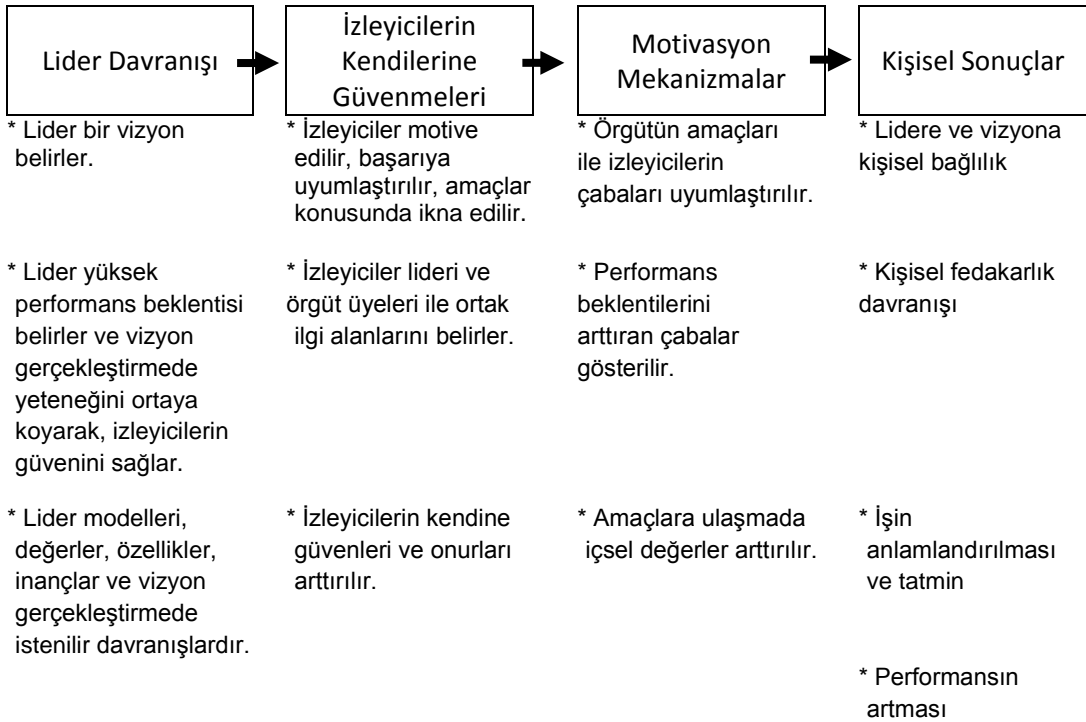 Lider Davranışı
İzleyicilerin
Kendilerine
Güvenmeleri
Motivasyon
Mekanizmalar
Kişisel Sonuçlar
* Lider bir vizyon
belirler.
* İzleyiciler motive
edilir, başarıya
uyumlaştırılır, amaçlar
konusunda ikna edilir.
* Örgütün amaçları
ile izleyicilerin
çabaları uyumlaştırılır.
* Lidere ve vizyona
kişisel bağlılık
* Lider yüksek
performans beklentisi
belirler ve vizyon
gerçekleştirmede
yeteneğini ortaya
koyarak, izleyicilerin
güvenini sağlar.
* İzleyiciler lideri ve
örgüt üyeleri ile ortak
ilgi alanlarını belirler.
* Performans
beklentilerini
arttıran çabalar
gösterilir.
* Kişisel fedakarlık
davranışı
* Lider modelleri,
değerler, özellikler,
inançlar ve vizyon
gerçekleştirmede
istenilir davranışlardır.
* İzleyicilerin kendine
güvenleri ve onurları
arttırılır.
* Amaçlara ulaşmada
içsel değerler arttırılır.
* İşin
anlamlandırılması
ve tatmin
* Performansın
artması